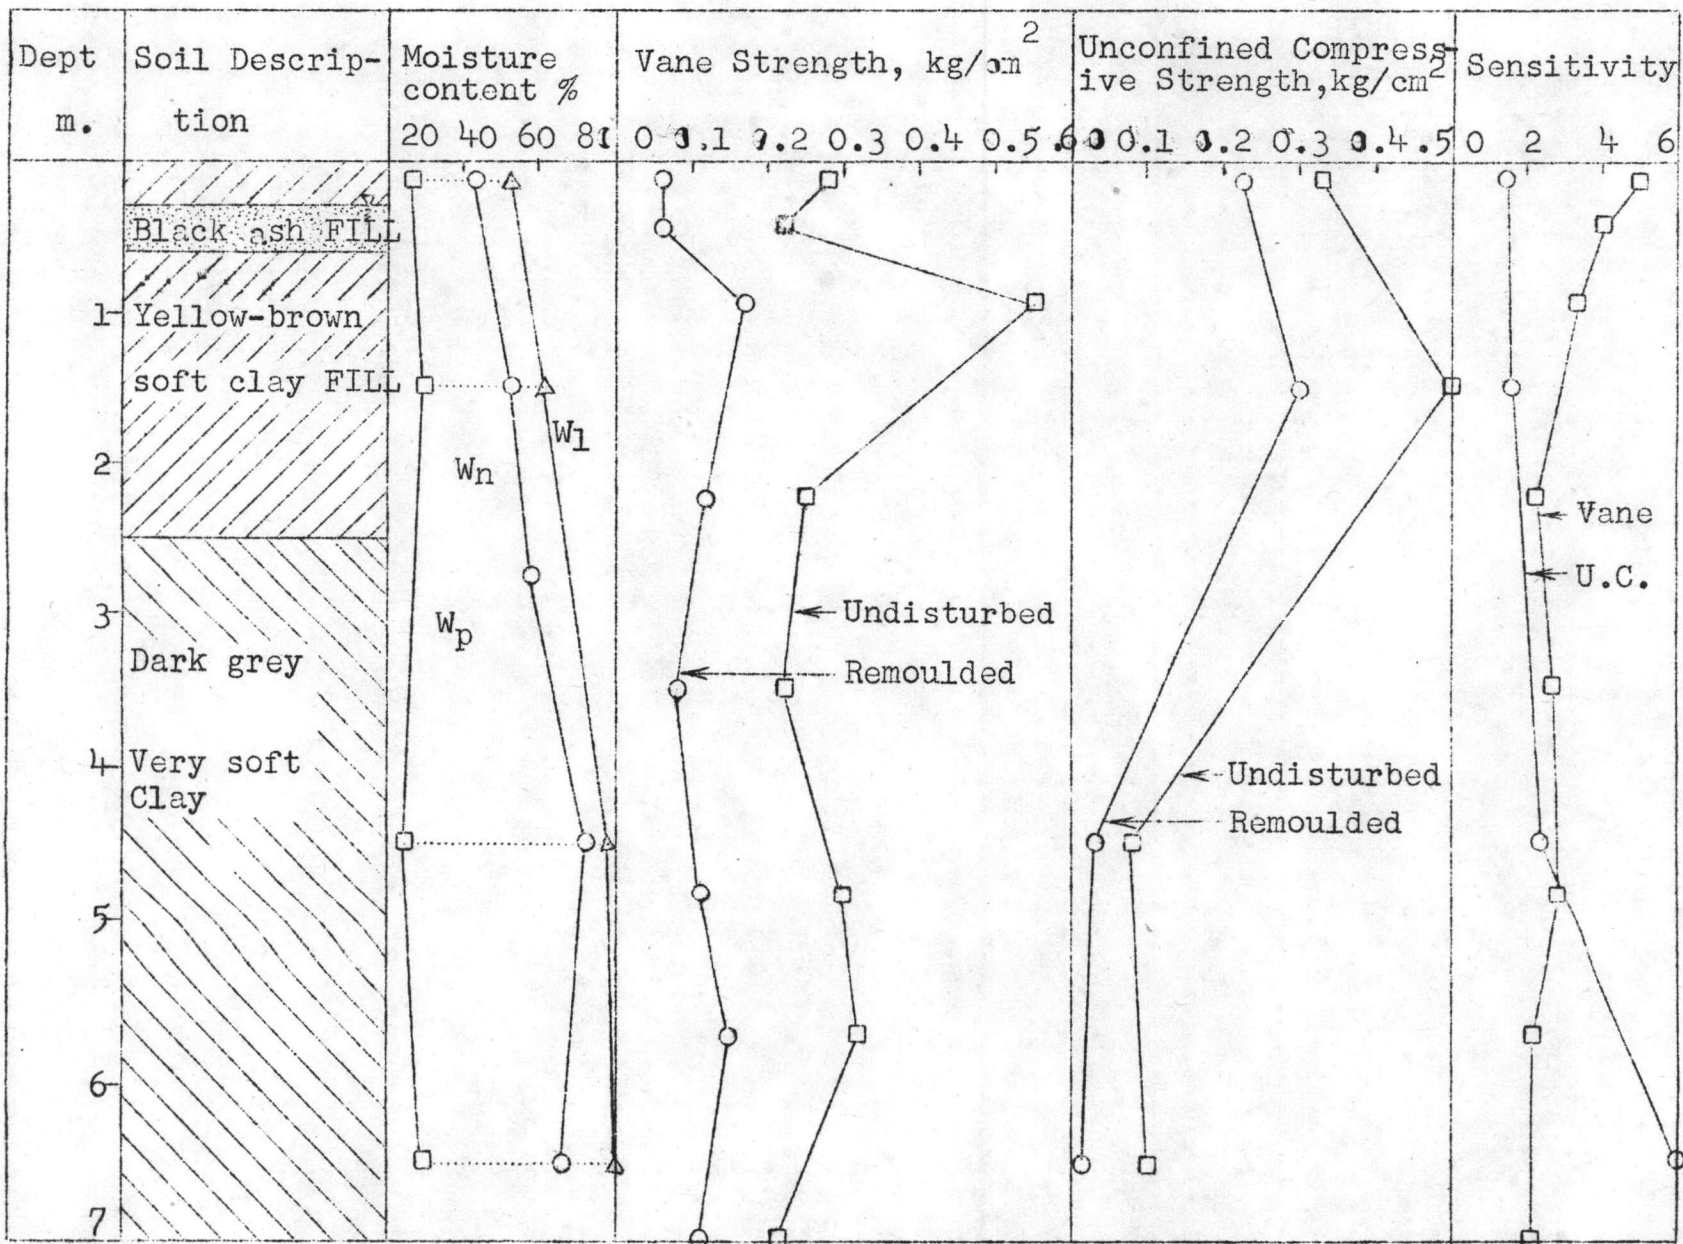 Dept
m.
Soil Descrip-
tion
Moisture
content %
20 40 60 81
Vane Strength, kg/cm2
0 0.1 0.2 0.3 0.4 0.5 .6
Unconfined Compress-
ive Strength,kg/cm2
0 0.1 0.2 0.3 0.4 .5
Sensitivity
0 2 4 6
Black ash FILL
1
Yellow-brown
soft clay FILL
2
3
Dark grey
4
Very soft
Clay
5
6
7
Wl
Wn
Wp
Undisturbed
Remoulded
Undisturbed
Remoulded
Vane
U.C.